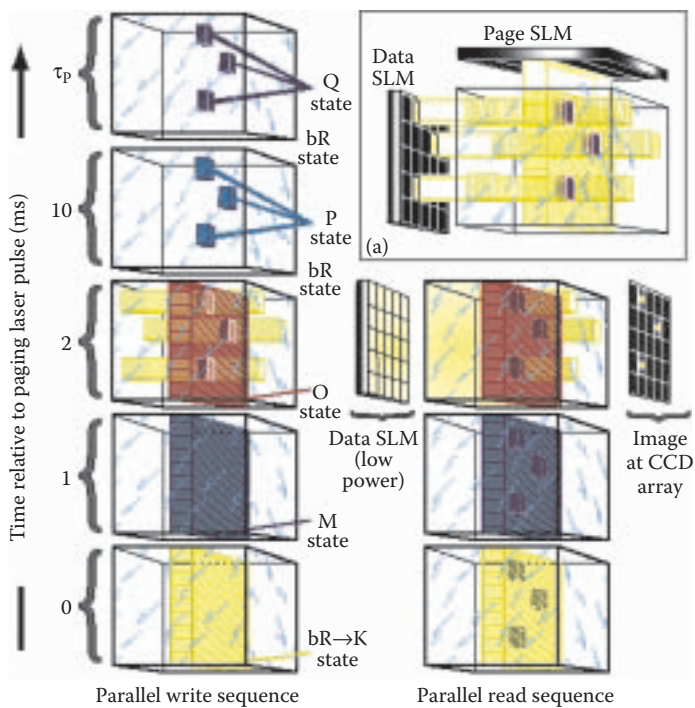 Page SLM
Data
SLM
(a)
Time relative to paging laser pulse (ms)
τP
Q
state
bR
state
10
P
state
bR
state
2
O
state
Data SLM
(low
power)
Image
at CCD
array
1
M
state
0
bR→K
state
Parallel write sequence
Parallel read sequence